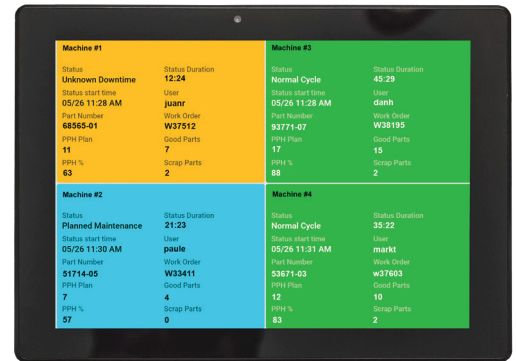 Machine #1
Status Status Duration
Unknown Downtime 12:24
Status start time User
05/26 11:28 AM juanr
Part Number Work Order
68565-01 W37512
PPH Plan Good Parts
11 7
PPH % Scrap Parts
63 2
Machine #3
Status Status Duration
Normal Cycle 45:29
Status start time User
05/26 11:28 AM danh
Part Number Work Order
93771-07 W38195
PPH Plan Good Parts
17 15
PPH % Scrap Parts
88 2
Machine #2
Status Status Duration
Planned Maintenance 21:23
Status start time User
05/26 11:30 AM paule
Part Number Work Order
51714-05 W33411
PPH Plan Good Parts
7 4
PPH % Scrap Parts
57 0
Machine #4
Status Status Duration
Normal Cycle 35:22
Status start time User
05/26 11:31 AM markt
Part Number Work Order
53671-03 w37603
PPH Plan Good Parts
12 10
PPH % Scrap Parts
83 2